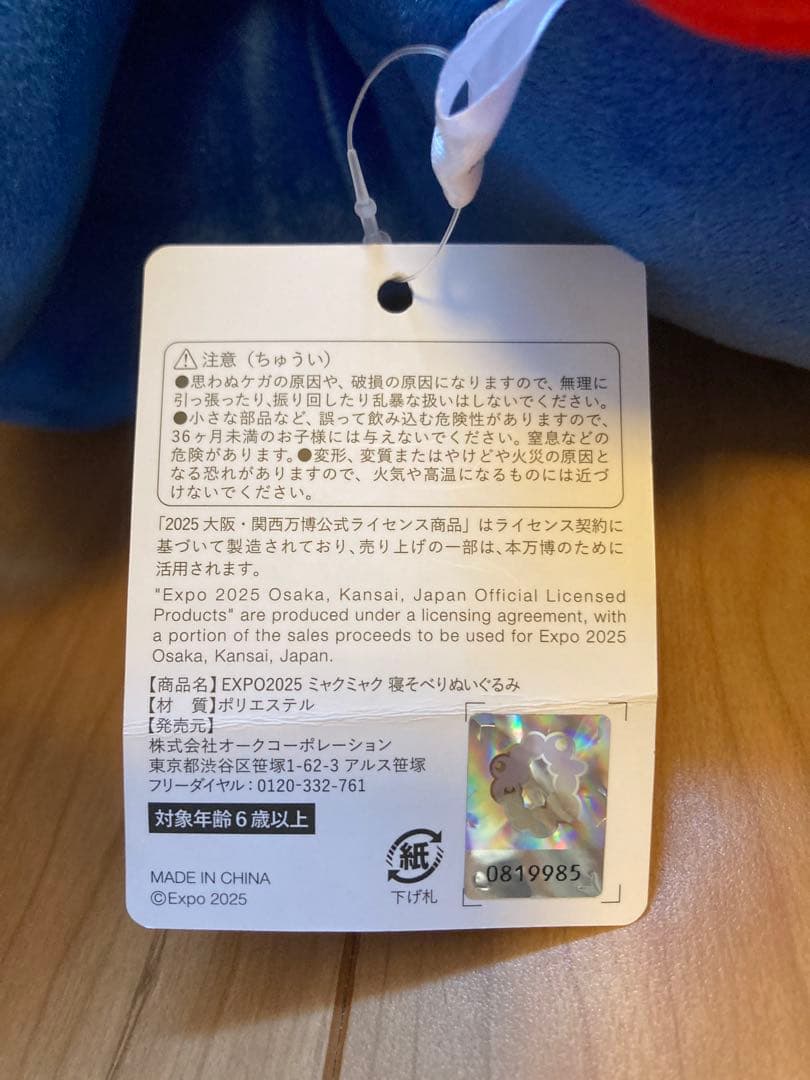 ⚠注意（ちゅうい）
●思わぬケガの原因や、破損の原因になりますので、無理に
引っ張ったり、振り回したり乱暴な扱いはしないでください。
●小さな部品など、誤って飲み込む危険性がありますので、
36ヶ月未満のお子様には与えないでください。窒息などの
危険があります。●変形、変質またはやけどや火災の原因と
なる恐れがありますので、火気や高温になるものには近づ
けないでください。
「2025大阪・関西万博公式ライセンス商品」はライセンス契約に
基づいて製造されており、売り上げの一部は、本万博のために
活用されます。
"Expo 2025 Osaka, Kansai, Japan Official Licensed
Products" are produced under a licensing agreement, with
a portion of the sales proceeds to be used for Expo 2025
Osaka, Kansai, Japan.
【商品名】EXPO2025 ミャクミャク 寝そべりぬいぐるみ
【材　質】ポリエステル
【発売元】
株式会社オークコーポレーション
東京都渋谷区笹塚1-62-3 アルス笹塚
フリーダイヤル：0120-332-761
対象年齢6歳以上
MADE IN CHINA
©Expo 2025
紙
下げ札
0819985